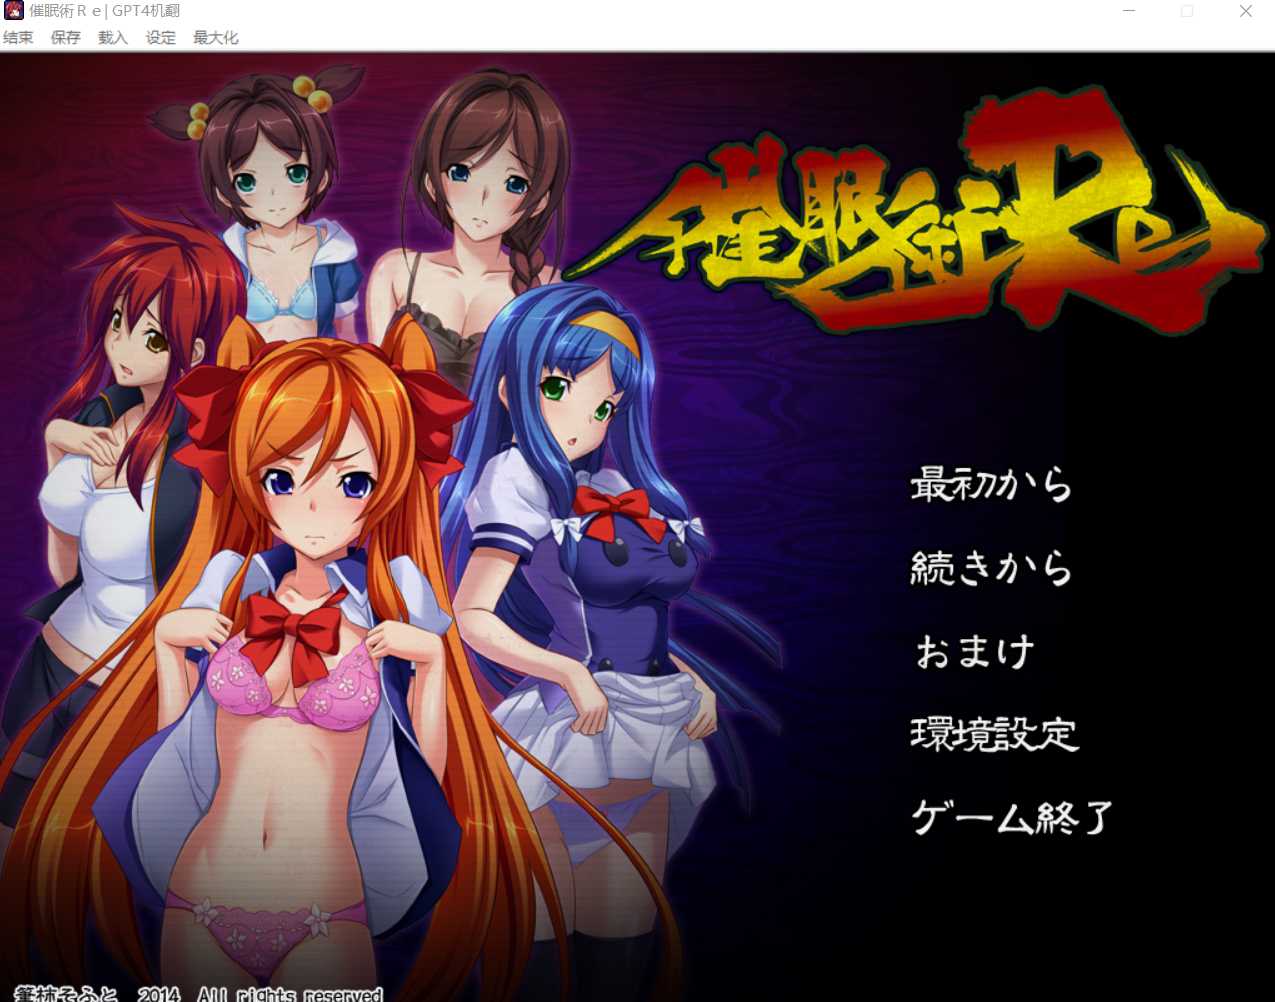 催眠術Ｒｅ| GPT4机翻
结束 保存 载入 设定 最大化
催眠術Re
最初から
続きから
おまけ
環境設定
ゲーム終了
筆柿そふと 2014 All rights reserved